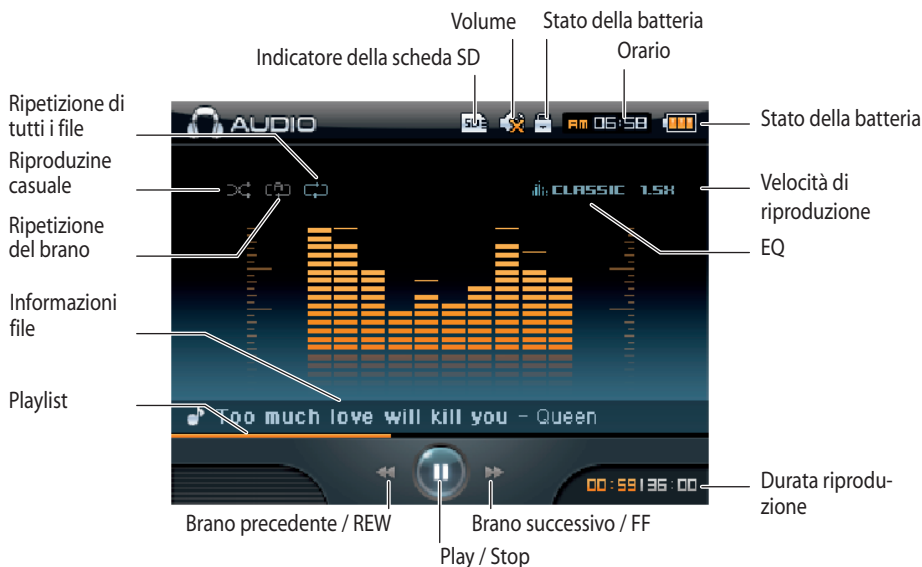 Volume
Stato della batteria
Indicatore della scheda SD
Orario
Ripetizione di
tutti i file
AUDIO
AM 06:58
Stato della batteria
Riproduzine
casuale
CLASSIC 1.5X
Velocità di
riproduzione
Ripetizione
del brano
EQ
Informazioni
file
Playlist
Too much love will kill you - Queen
00:59|36:00
Durata riprodu-
zione
Brano precedente / REW
Brano successivo / FF
Play / Stop